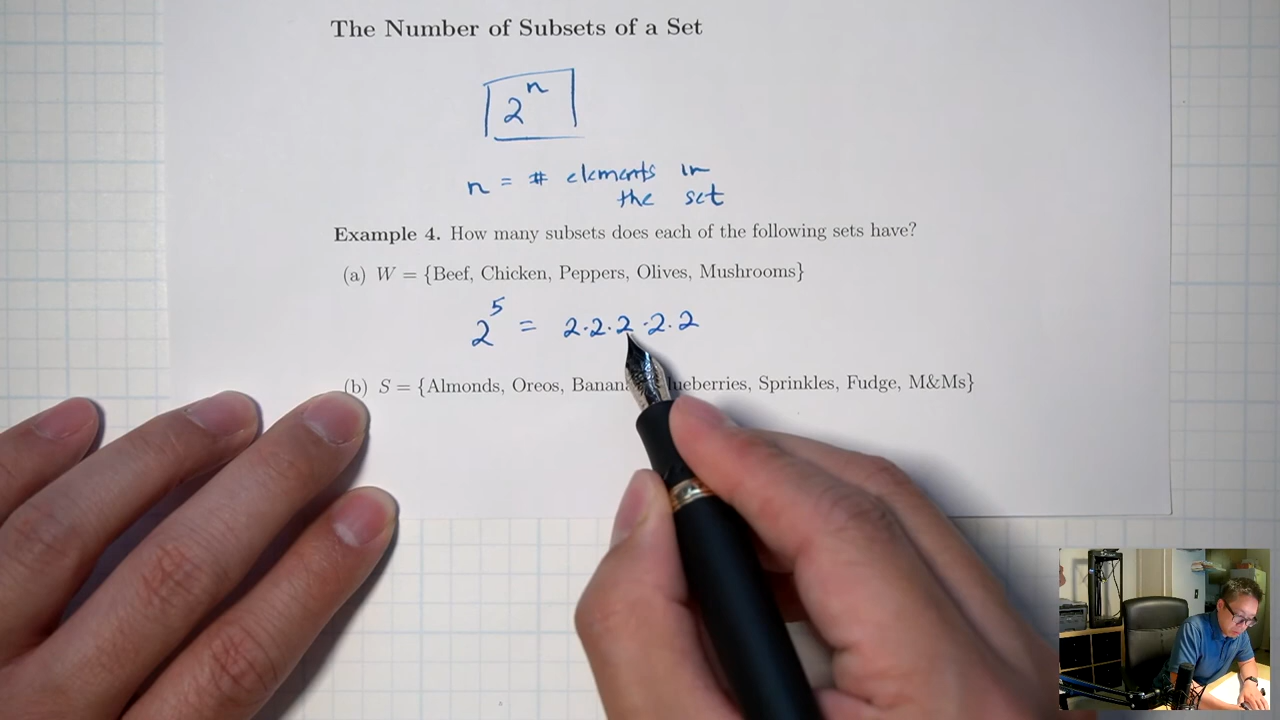 The Number of Subsets of a Set
2^n
n = # elements in
the set
Example 4. How many subsets does each of the following sets have?
(a) W = {Beef, Chicken, Peppers, Olives, Mushrooms}
2^5 = 2·2·2·2·2
(b) S = {Almonds, Oreos, Banan lueberries, Sprinkles, Fudge, M&Ms}